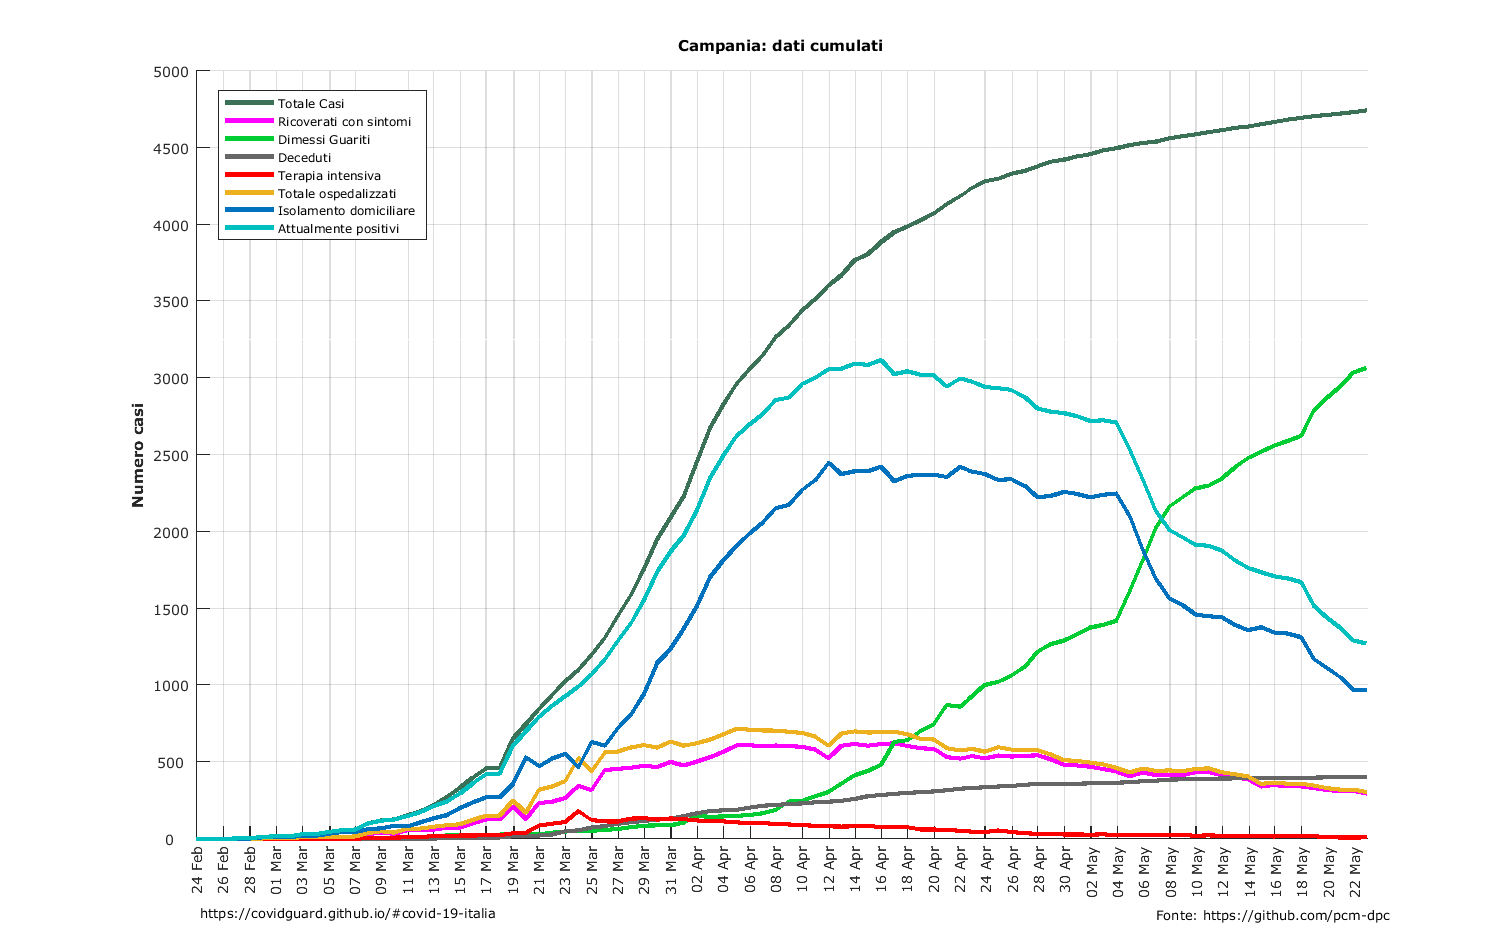 Campania: dati cumulati
5000
4500
4000
3500
3000
2500
2000
1500
1000
500
0
Numero casi
Totale Casi
Ricoverati con sintomi
Dimessi Guariti
Deceduti
Terapia intensiva
Totale ospedalizzati
Isolamento domiciliare
Attualmente positivi
24 Feb
26 Feb
28 Feb
01 Mar
03 Mar
05 Mar
07 Mar
09 Mar
11 Mar
13 Mar
15 Mar
17 Mar
19 Mar
21 Mar
23 Mar
25 Mar
27 Mar
29 Mar
31 Mar
02 Apr
04 Apr
06 Apr
08 Apr
10 Apr
12 Apr
14 Apr
16 Apr
18 Apr
20 Apr
22 Apr
24 Apr
26 Apr
28 Apr
30 Apr
02 May
04 May
06 May
08 May
10 May
12 May
14 May
16 May
18 May
20 May
22 May
https://covidguard.github.io/#covid-19-italia
Fonte: https://github.com/pcm-dpc